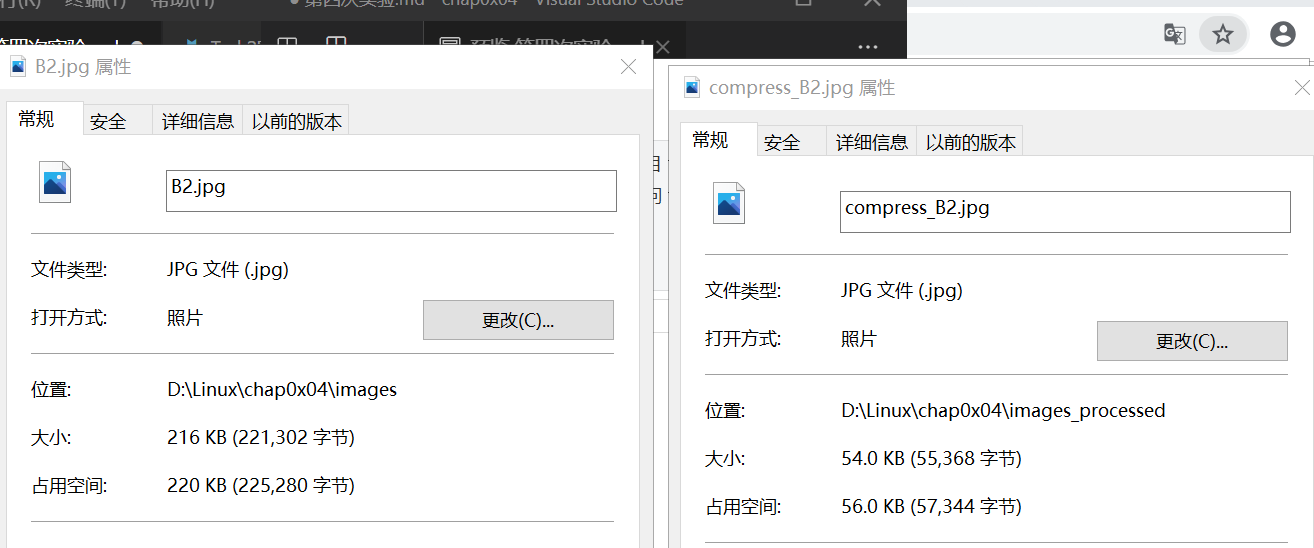 帮助(H)
第四次实验.md - chap0x04 - Visual Studio Code
B2.jpg 属性
常规
安全
详细信息
以前的版本
B2.jpg
文件类型:
JPG 文件 (.jpg)
打开方式:
照片
更改(C)...
位置:
D:\Linux\chap0x04\images
大小:
216 KB (221,302 字节)
占用空间:
220 KB (225,280 字节)
compress_B2.jpg 属性
常规
安全
详细信息
以前的版本
compress_B2.jpg
文件类型:
JPG 文件 (.jpg)
打开方式:
照片
更改(C)...
位置:
D:\Linux\chap0x04\images_processed
大小:
54.0 KB (55,368 字节)
占用空间:
56.0 KB (57,344 字节)